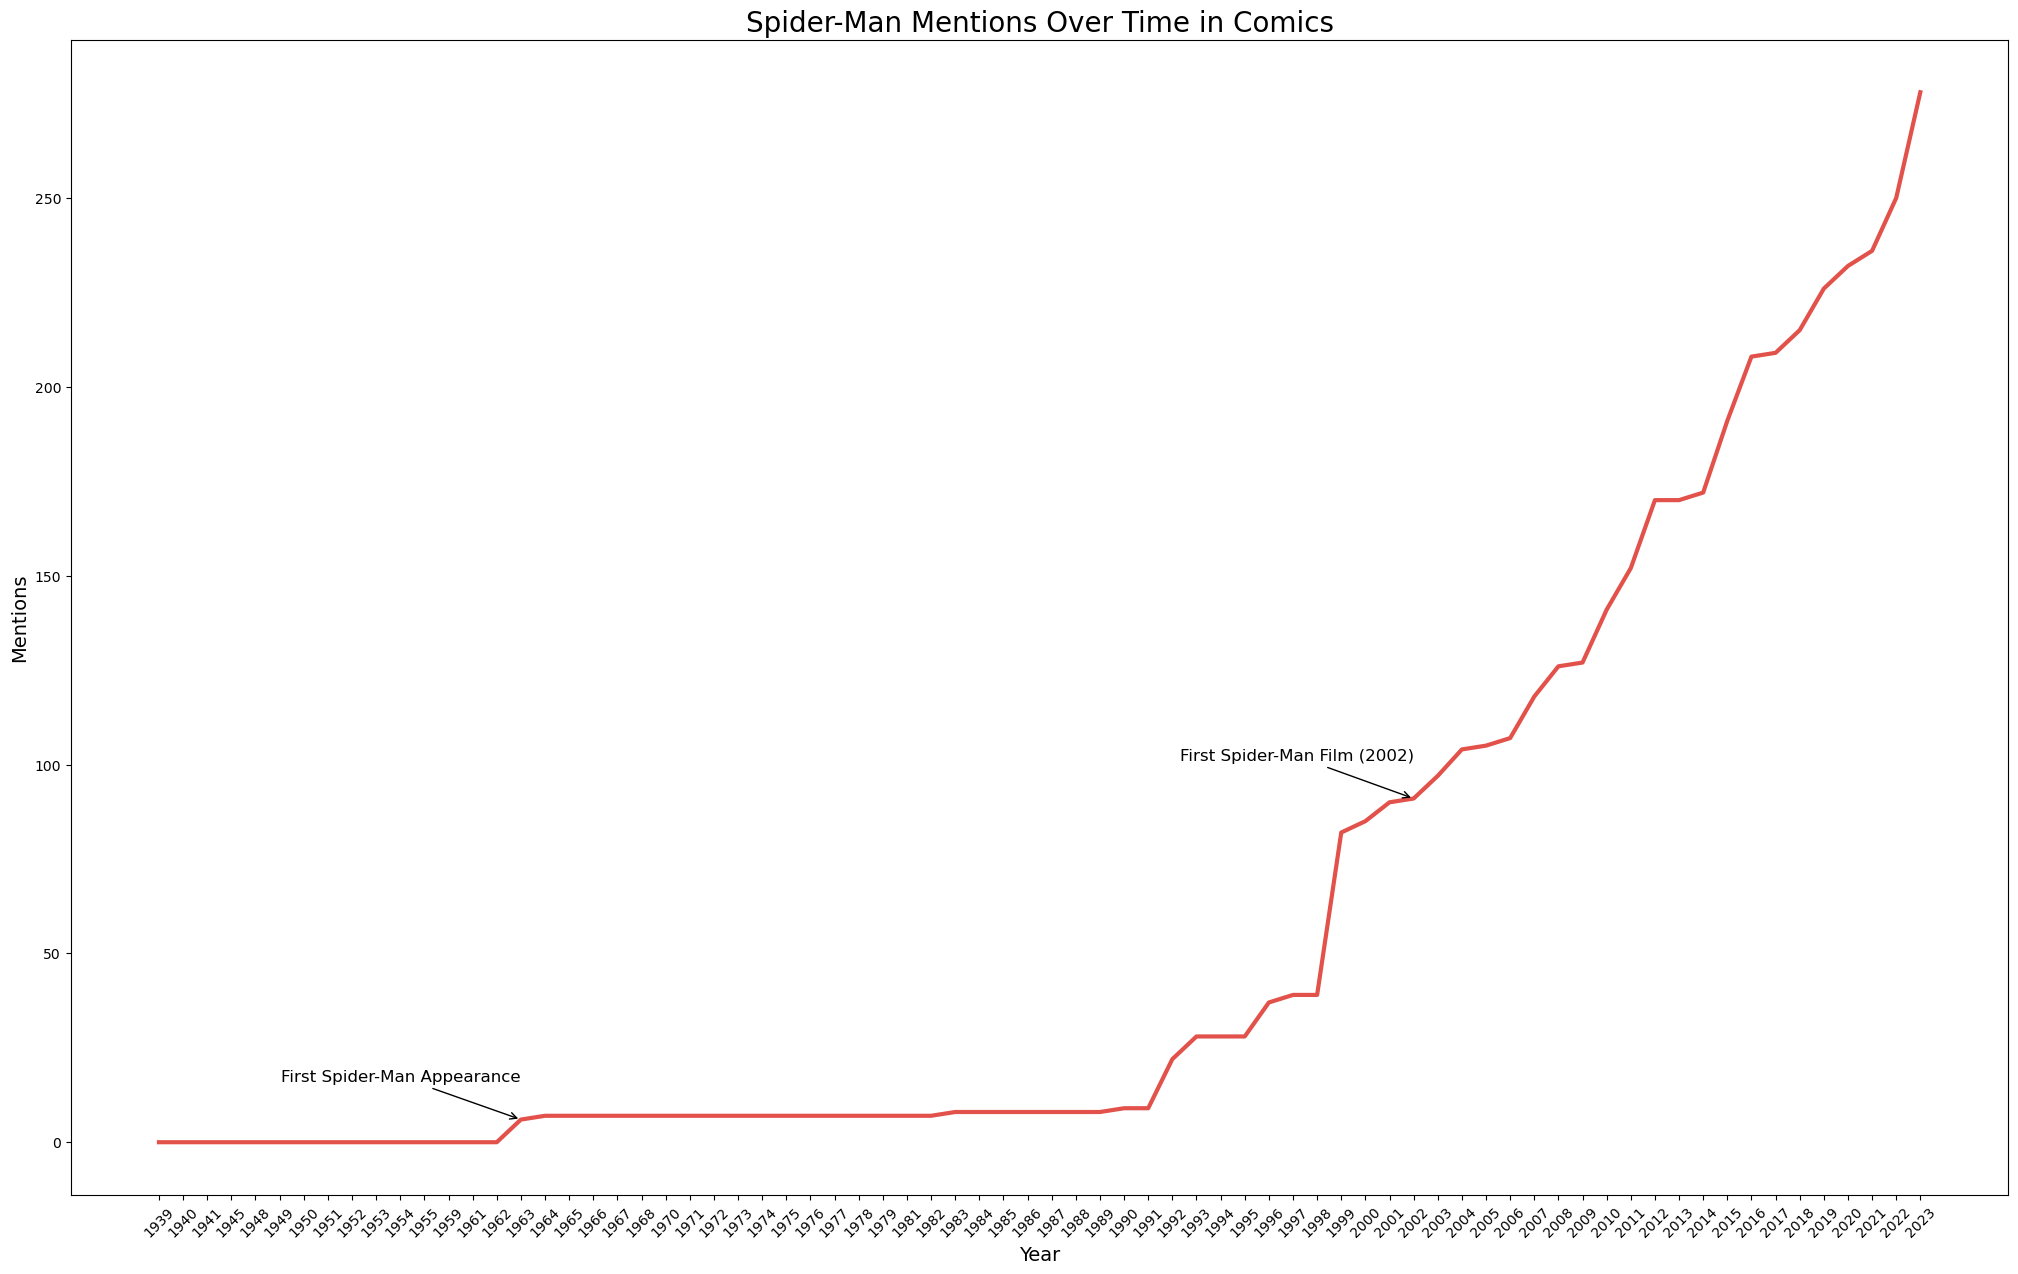 Spider-Man Mentions Over Time in Comics
250
200
150
100
50
0
Mentions
First Spider-Man Film (2002)
First Spider-Man Appearance
1939 1940 1941 1945 1948 1949 1950 1951 1952 1953 1954 1955 1959 1961 1962 1963 1964 1965 1966 1967 1968 1970 1971 1972 1973 1974 1975 1976 1977 1978 1979 1981 1982 1983 1984 1985 1986 1987 1988 1989 1990 1991 1992 1993 1994 1995 1996 1997 1998 1999 2000 2001 2002 2003 2004 2005 2006 2007 2008 2009 2010 2011 2012 2013 2014 2015 2016 2017 2018 2019 2020 2021 2022 2023
Year